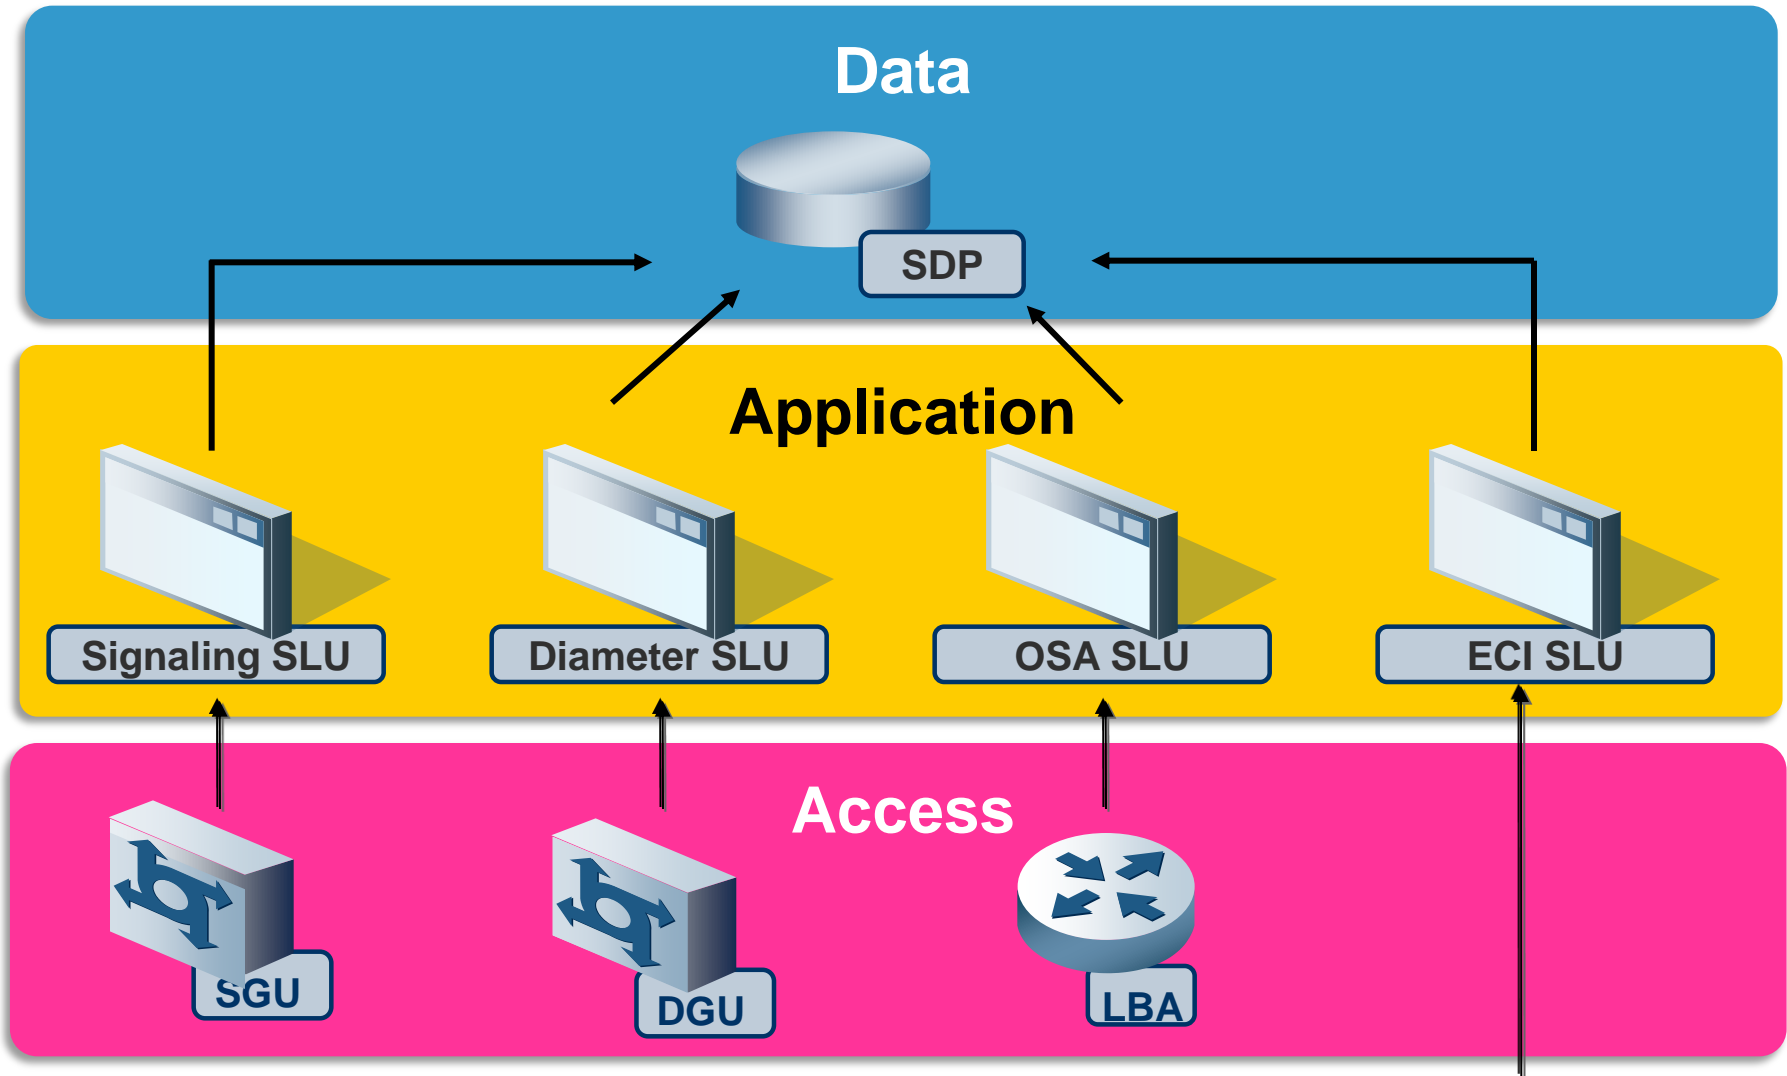 Data
SDP
Application
Signaling SLU
Diameter SLU
OSA SLU
ECI SLU
Access
SGU
DGU
LBA